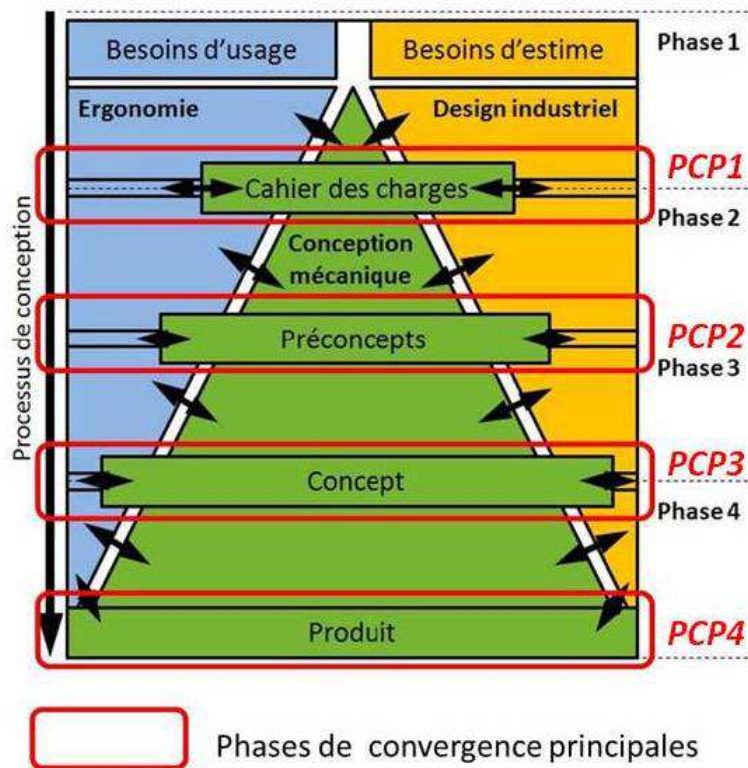 Besoins d'usage
Besoins d'estime
Phase 1
Ergonomie
Design industriel
PCP1
Cahier des charges
Phase 2
Conception
mécanique
PCP2
Préconcepts
Phase 3
Processus de conception
PCP3
Concept
Phase 4
Produit
PCP4
Phases de convergence principales